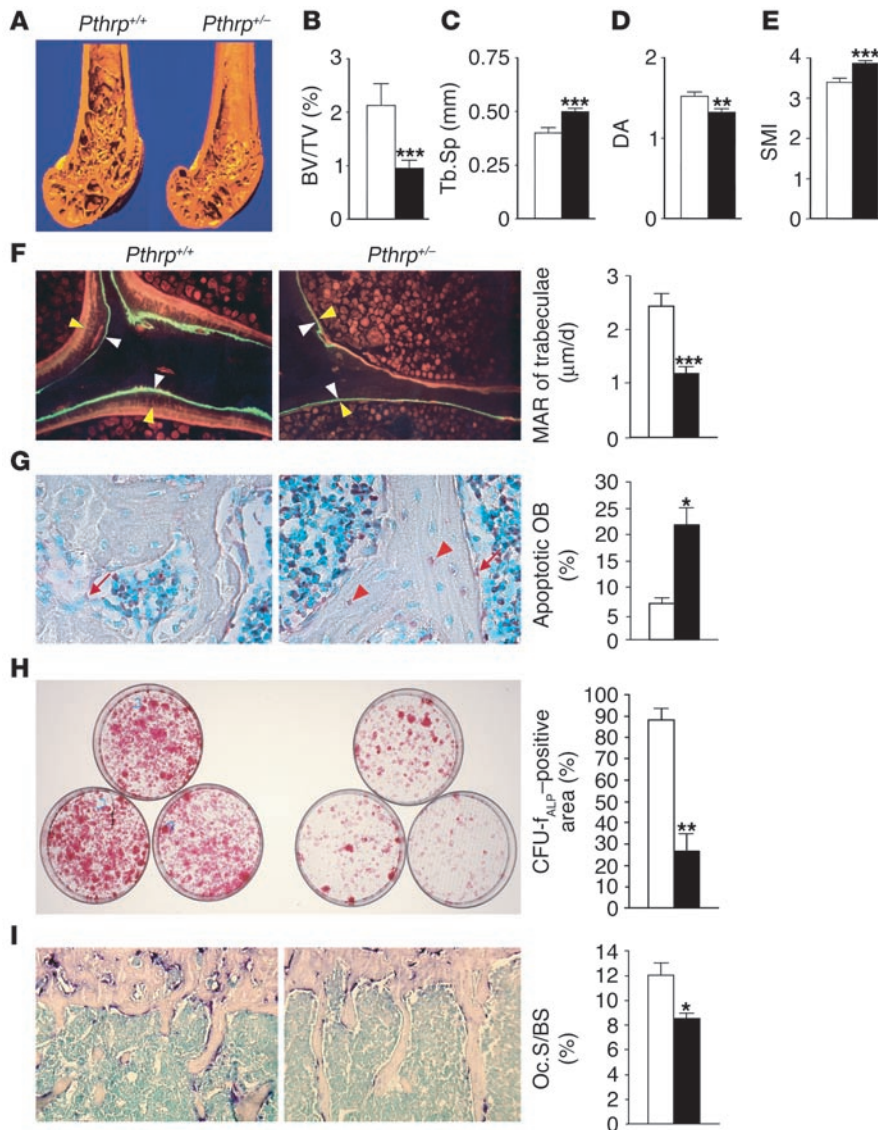 A
Pthrp+/+
Pthrp+/–
B
BV/TV (%)
3
2
1
0
***
C
Tb.Sp (mm)
0.75
0.50
0.25
0
***
D
DA
2
1
0
**
E
SMI
4
3
2
1
0
***
F
Pthrp+/+
Pthrp+/–
MAR of trabeculae
(μm/d)
3
2
1
0
***
G
Apoptotic OB
(%)
30
25
20
15
10
5
0
*
H
CFU-fALP–positive
area (%)
100
90
80
70
60
50
40
30
20
10
0
**
I
Oc.S/BS
(%)
14
12
10
8
6
4
2
0
*